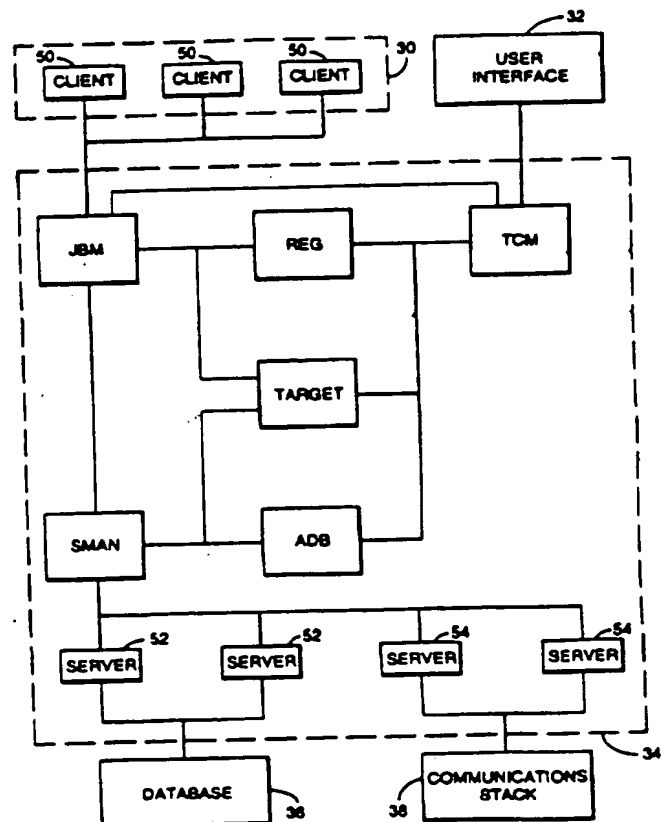 50 50 50 32
CLIENT CLIENT CLIENT 30 USER
INTERFACE
JBM REG TCM
TARGET
SMAN ADB
52 52 54 54
SERVER SERVER SERVER SERVER
34
DATABASE 36 38 COMMUNICATIONS
STACK